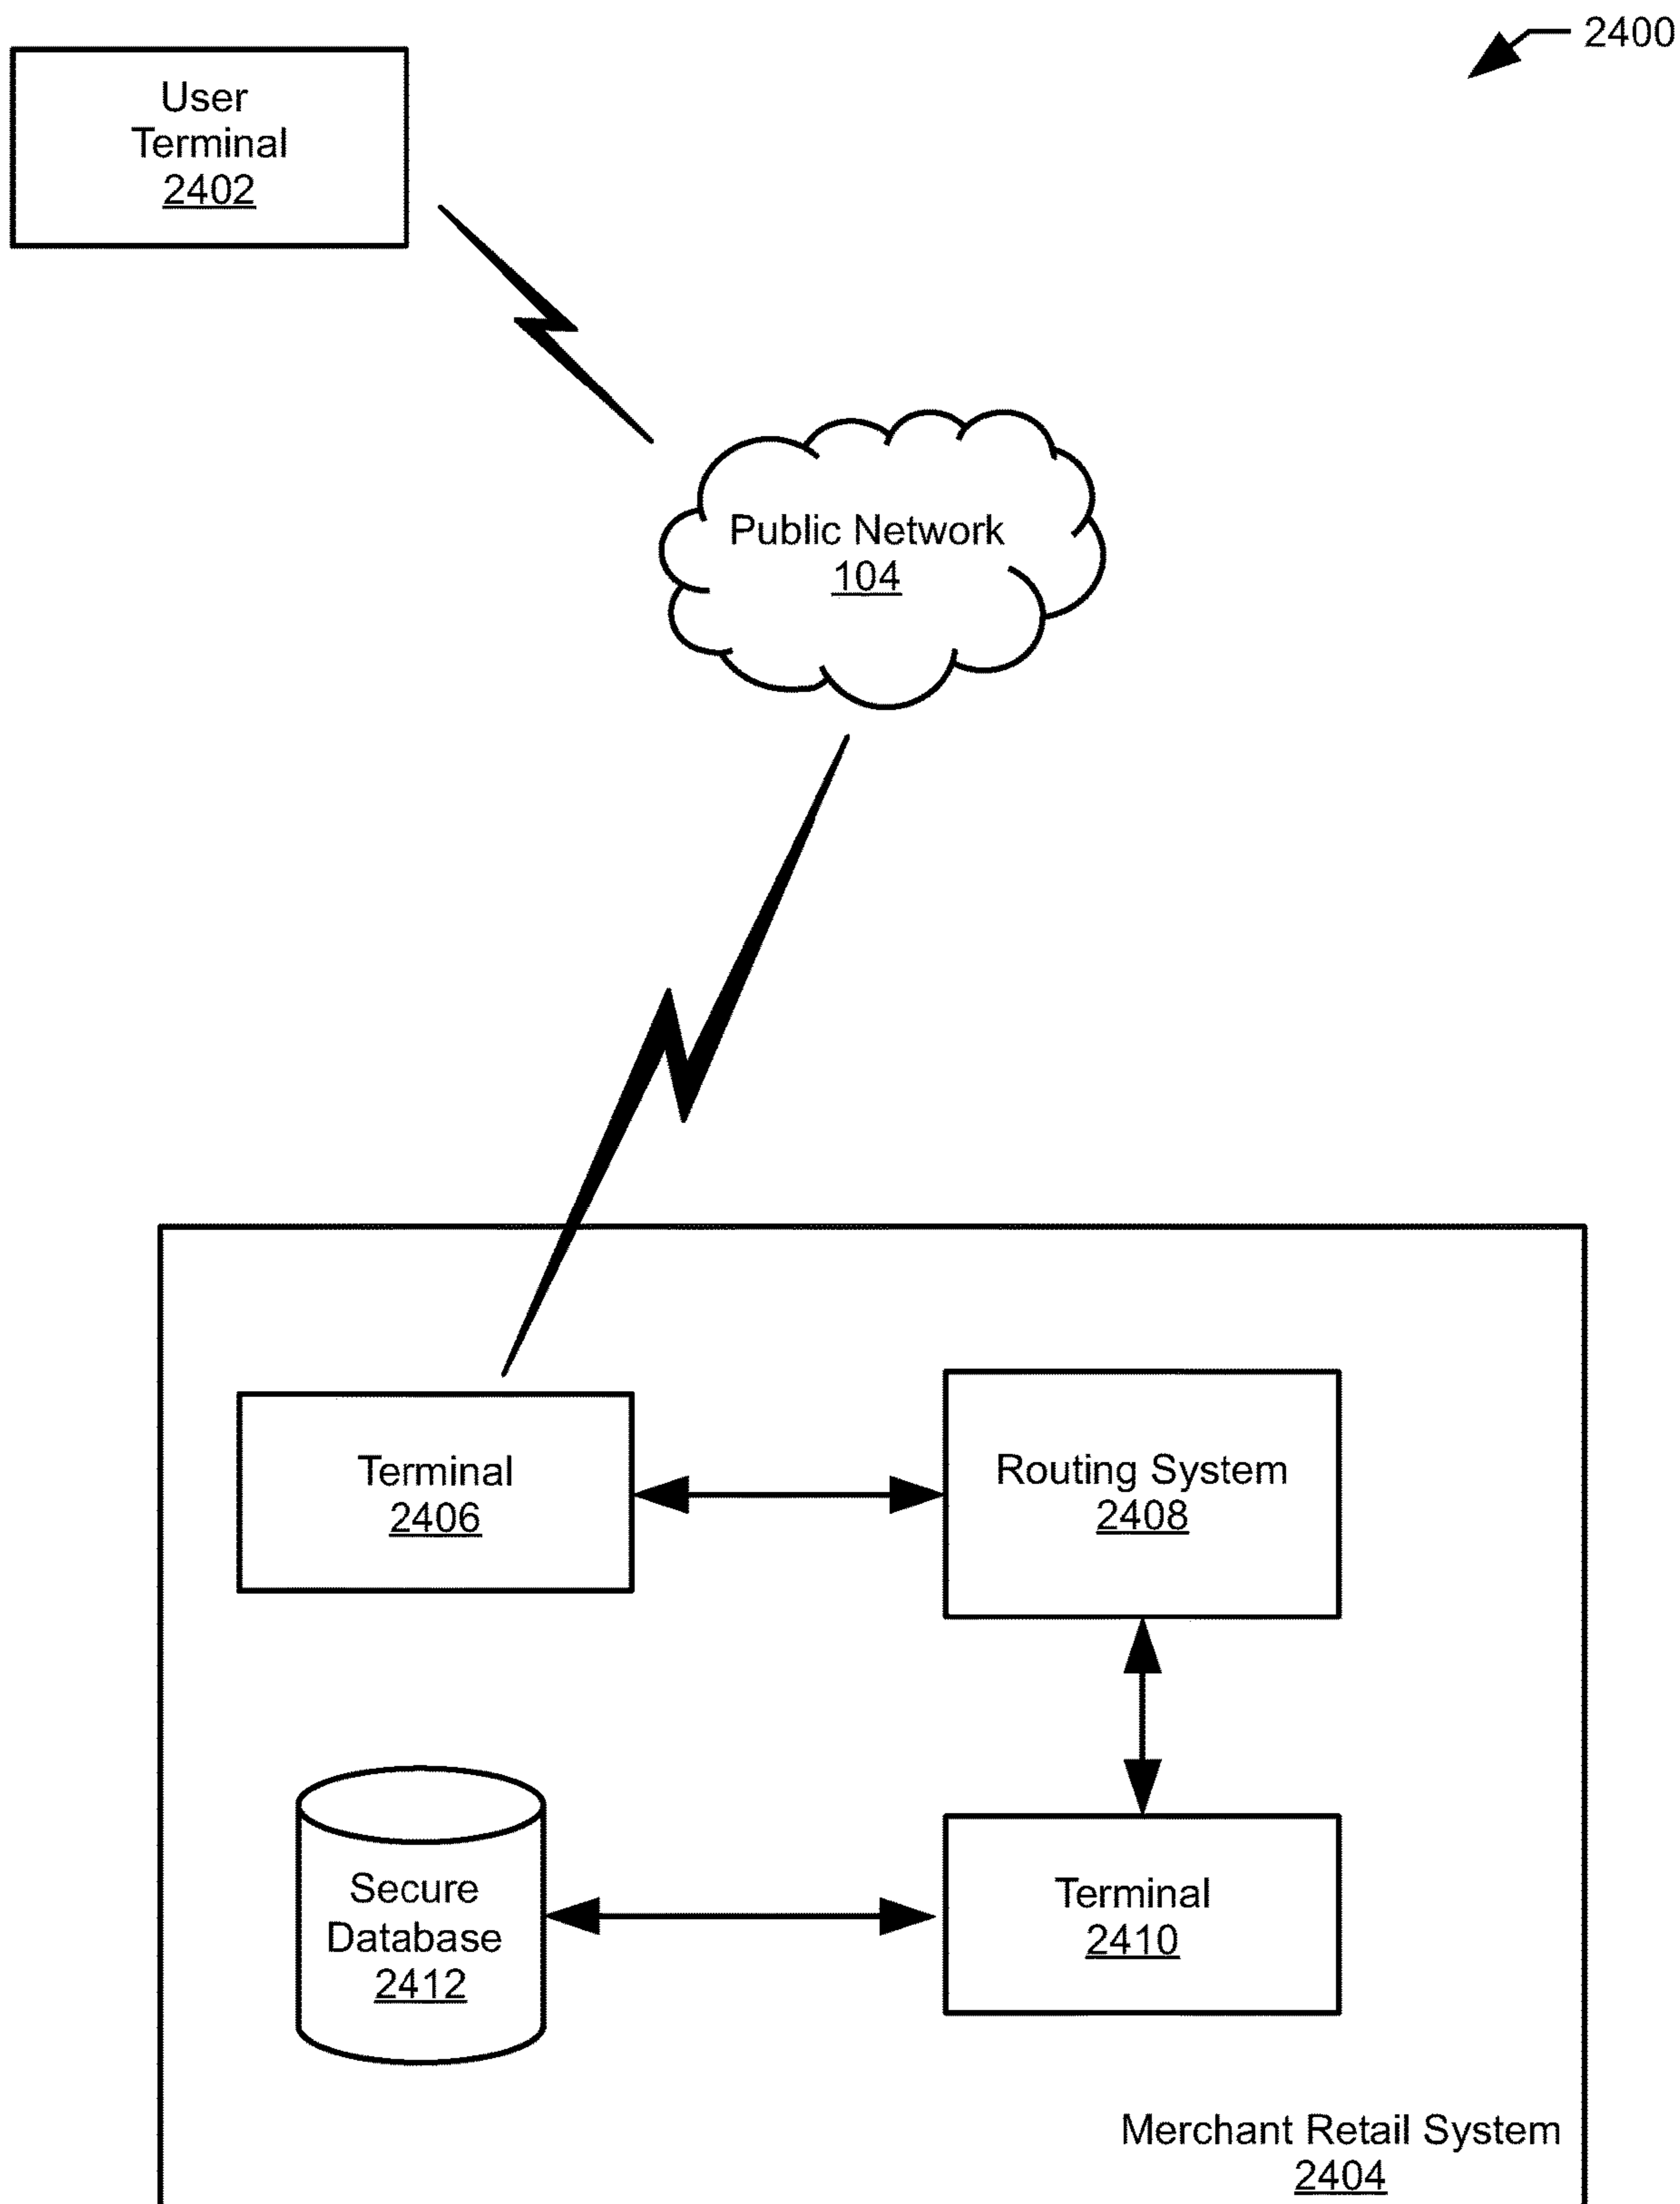 2400
User
Terminal
2402
Public Network
104
Terminal
2406
Routing System
2408
Secure
Database
2412
Terminal
2410
Merchant Retail System
2404